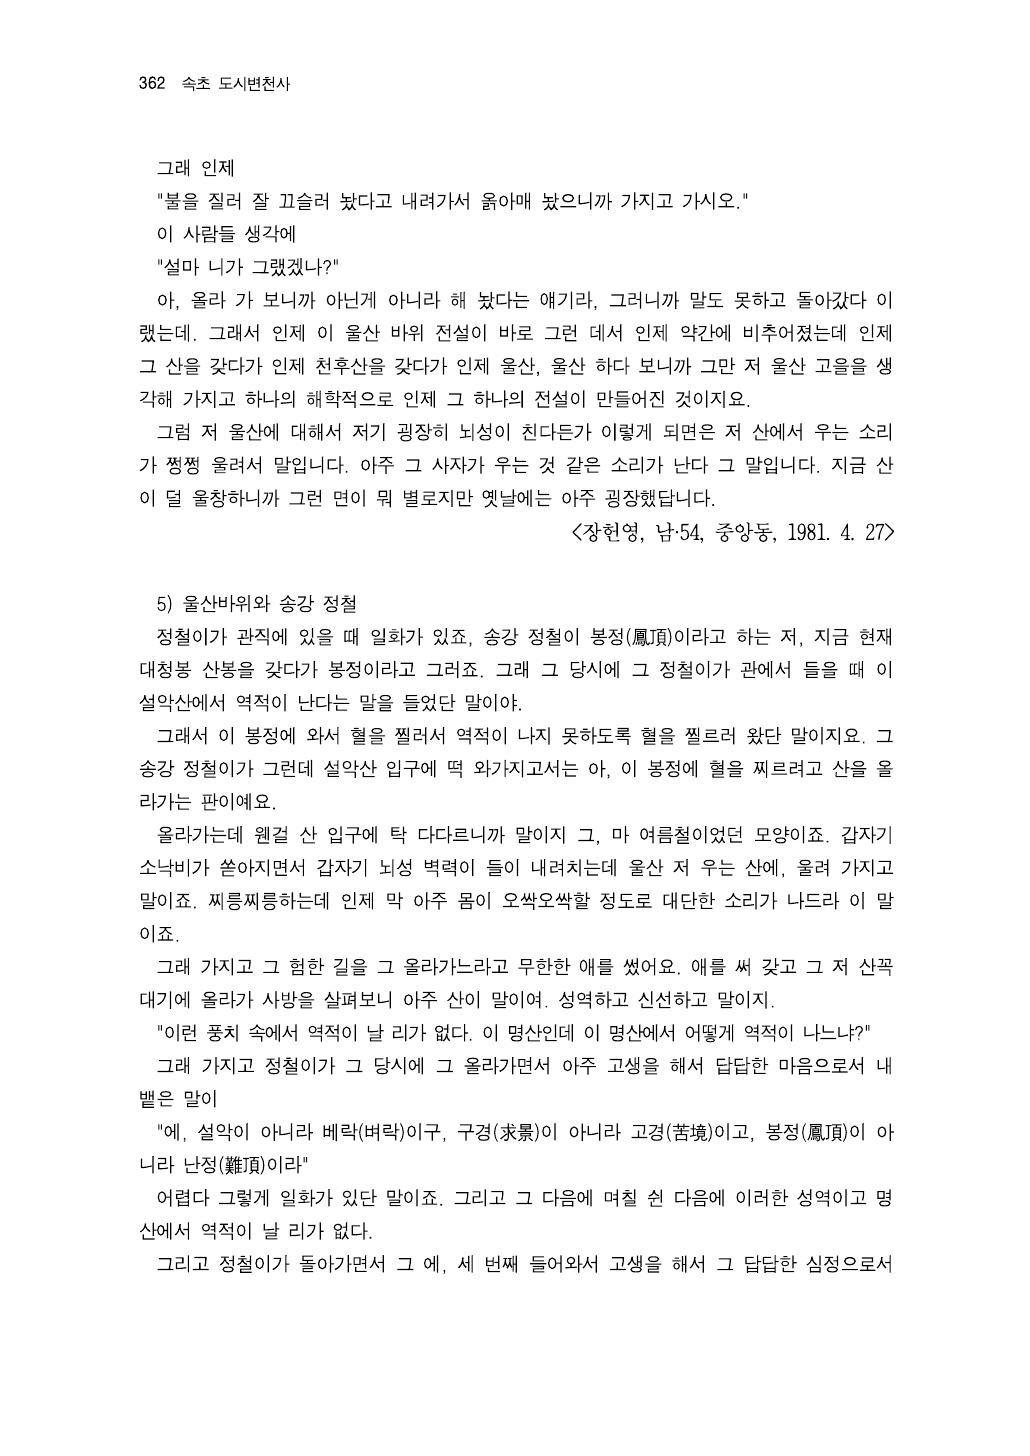 362 속초 도시변천사
그래 인제
"불을 질러 잘 끄슬러 놨다고 내려가서 옭아매 놨으니까 가지고 가시오."
이 사람들 생각에
"설마 니가 그랬겠나?"
아, 올라 가 보니까 아닌게 아니라 해 놨다는 얘기라, 그러니까 말도 못하고 돌아갔다 이
랬는데. 그래서 인제 이 울산 바위 전설이 바로 그런 데서 인제 약간에 비추어졌는데 인제
그 산을 갖다가 인제 천후산을 갖다가 인제 울산, 울산 하다 보니까 그만 저 울산 고을을 생
각해 가지고 하나의 해학적으로 인제 그 하나의 전설이 만들어진 것이지요.
그럼 저 울산에 대해서 저기 굉장히 뇌성이 친다든가 이렇게 되면은 저 산에서 우는 소리
가 쩡쩡 울려서 말입니다. 아주 그 사자가 우는 것 같은 소리가 난다 그 말입니다. 지금 산
이 덜 울창하니까 그런 면이 뭐 별로지만 옛날에는 아주 굉장했답니다.
<장헌영, 남·54, 중앙동, 1981. 4. 27>
5) 울산바위와 송강 정철
정철이가 관직에 있을 때 일화가 있죠, 송강 정철이 봉정(鳳頂)이라고 하는 저, 지금 현재
대청봉 산봉을 갖다가 봉정이라고 그러죠. 그래 그 당시에 그 정철이가 관에서 들을 때 이
설악산에서 역적이 난다는 말을 들었단 말이야.
그래서 이 봉정에 와서 혈을 찔러서 역적이 나지 못하도록 혈을 찔르러 왔단 말이지요. 그
송강 정철이가 그런데 설악산 입구에 떡 와가지고서는 아, 이 봉정에 혈을 찌르려고 산을 올
라가는 판이예요.
올라가는데 웬걸 산 입구에 탁 다다르니까 말이지 그, 마 여름철이었던 모양이죠. 갑자기
소낙비가 쏟아지면서 갑자기 뇌성 벽력이 들이 내려치는데 울산 저 우는 산에, 울려 가지고
말이죠. 찌릉찌릉하는데 인제 막 아주 몸이 오싹오싹할 정도로 대단한 소리가 나드라 이 말
이죠.
그래 가지고 그 험한 길을 그 올라가느라고 무한한 애를 썼어요. 애를 써 갖고 그 저 산꼭
대기에 올라가 사방을 살펴보니 아주 산이 말이여. 성역하고 신선하고 말이지.
"이런 풍치 속에서 역적이 날 리가 없다. 이 명산인데 이 명산에서 어떻게 역적이 나느냐?"
그래 가지고 정철이가 그 당시에 그 올라가면서 아주 고생을 해서 답답한 마음으로서 내
뱉은 말이
"에, 설악이 아니라 베락(벼락)이구, 구경(求景)이 아니라 고경(苦境)이고, 봉정(鳳頂)이 아
니라 난정(難頂)이라"
어렵다 그렇게 일화가 있단 말이죠. 그리고 그 다음에 며칠 쉰 다음에 이러한 성역이고 명
산에서 역적이 날 리가 없다.
그리고 정철이가 돌아가면서 그 에, 세 번째 들어와서 고생을 해서 그 답답한 심정으로서